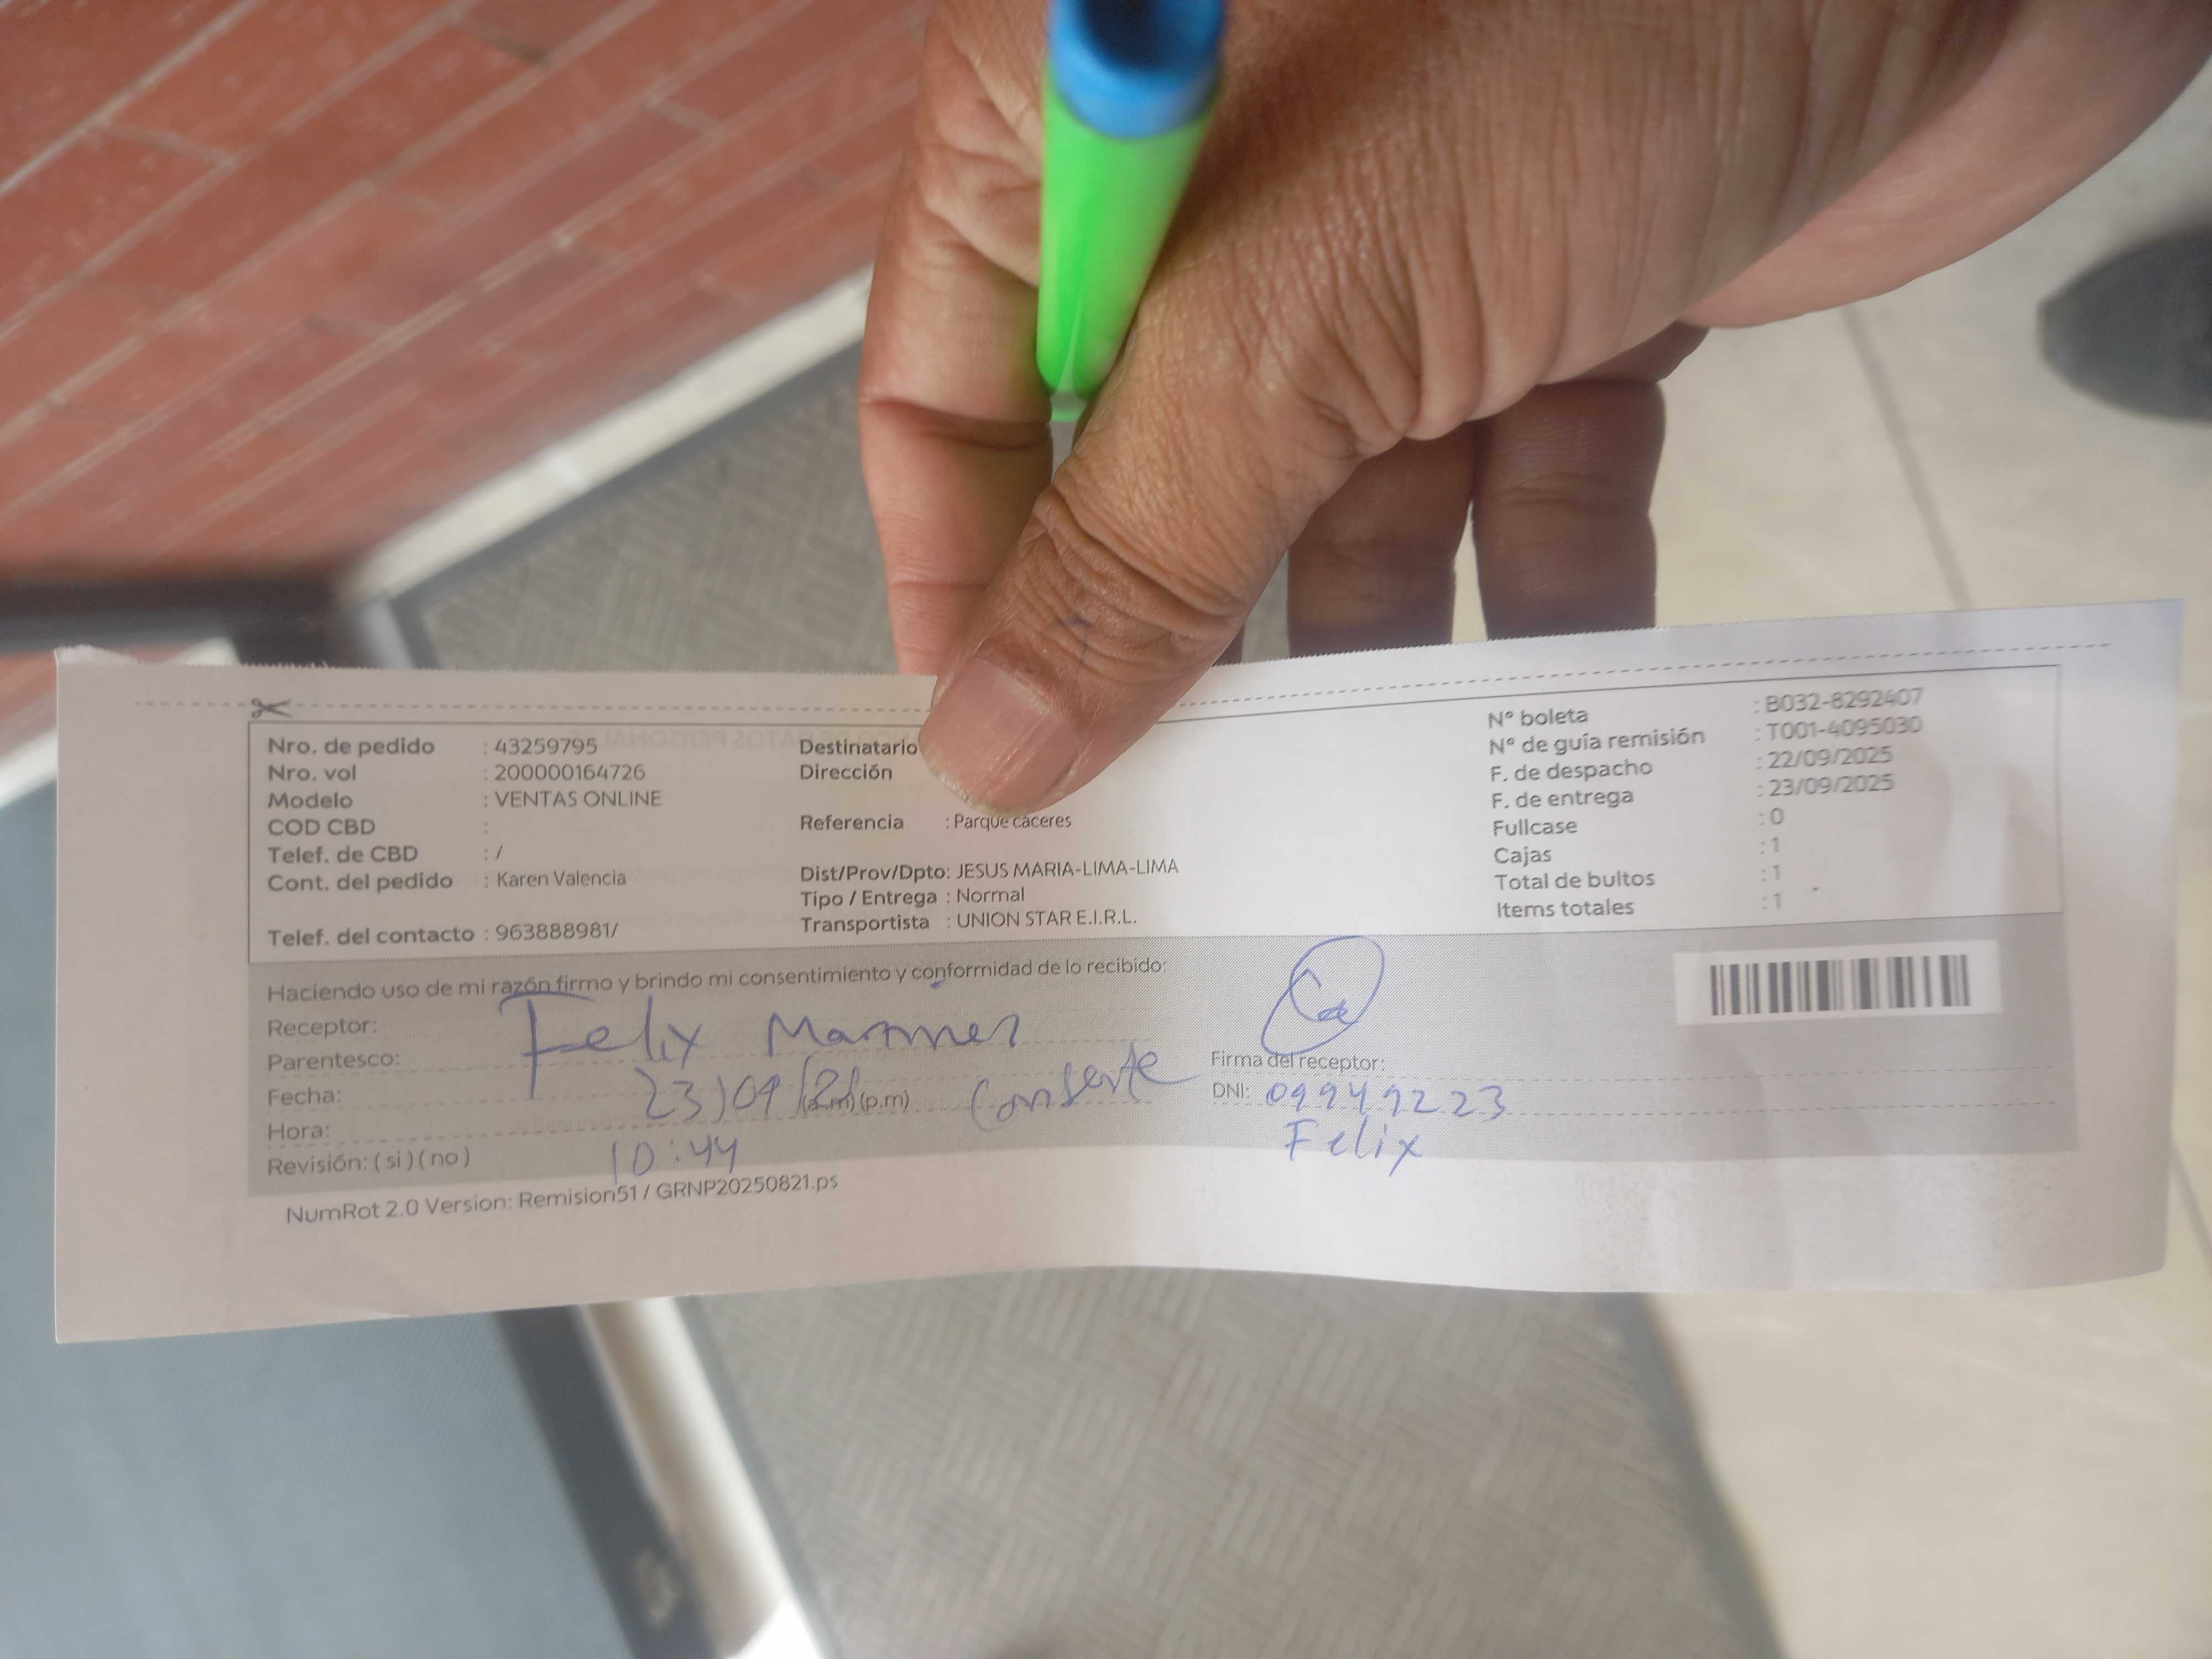 Nro. de pedido : 43259795
Nro. vol : 200000164726
Modelo : VENTAS ONLINE
COD CBD :
Telef. de CBD : /
Cont. del pedido : Karen Valencia
Telef. del contacto : 963888981/
Destinatario
Dirección
Referencia : Parque caceres
Dist/Prov/Dpto: JESUS MARIA-LIMA-LIMA
Tipo / Entrega : Normal
Transportista : UNION STAR E.I.R.L.
N° boleta : B032-8292407
N° de guía remisión : T001-4095030
F. de despacho : 22/09/2025
F. de entrega : 23/09/2025
Fullcase : 0
Cajas : 1
Total de bultos : 1
Items totales : 1
Haciendo uso de mi razón firmo y brindo mi consentimiento y conformidad de lo recibido:
Receptor: Felix
Parentesco:
Fecha: 23/09/ (a.m) (p.m)
Hora: 10:44
Revisión: ( si ) ( no )
Firma del receptor:
DNI: 09949223
Felix
NumRot 2.0 Version: Remision51 / GRNP20250821.ps